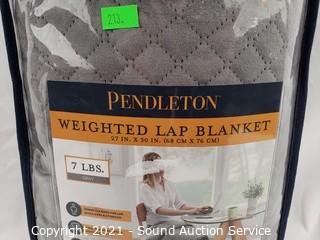 213.
PENDLETON
WEIGHTED LAP BLANKET
27 IN. X 30 IN. (68 CM X 76 CM)
7 LBS.
GRAY
Copyright 2021 - Sound Auction Service